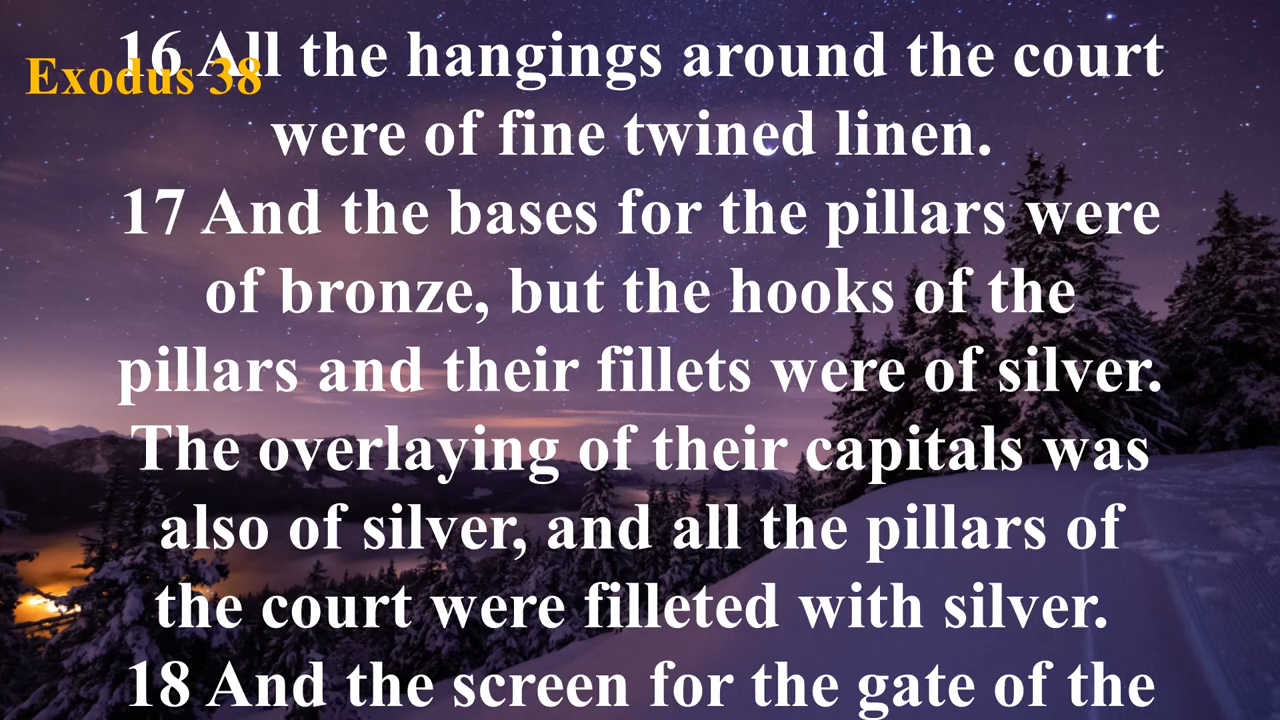 Exodus 38
16 All the hangings around the court
were of fine twined linen.
17 And the bases for the pillars were
of bronze, but the hooks of the
pillars and their fillets were of silver.
The overlaying of their capitals was
also of silver, and all the pillars of
the court were filleted with silver.
18 And the screen for the gate of the